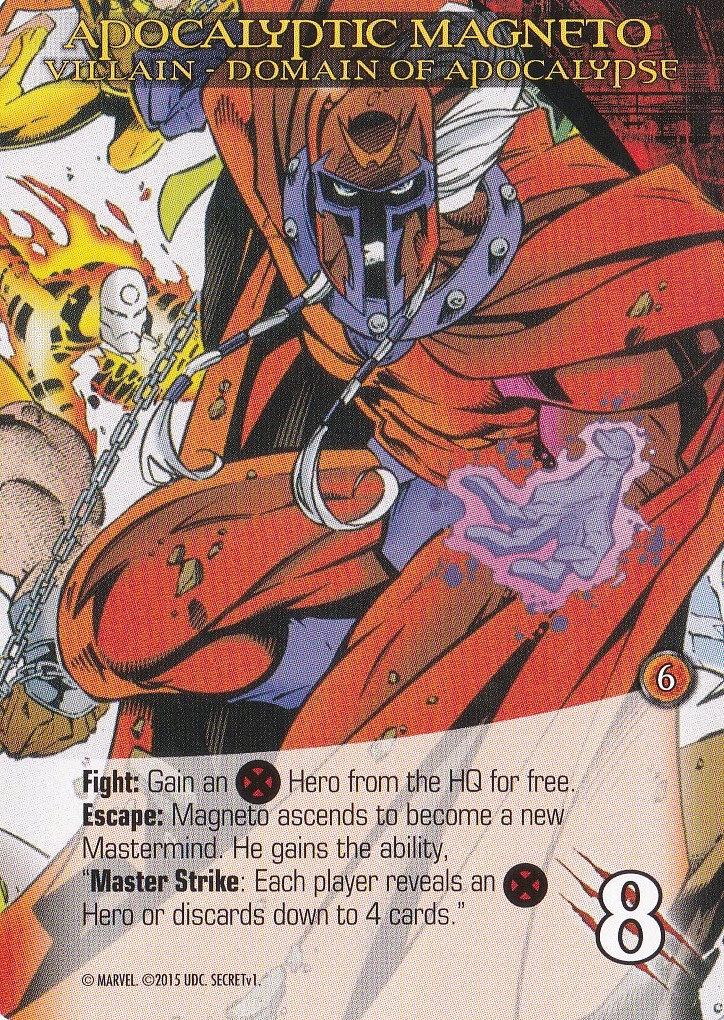 APOCALYPTIC MAGNETO
VILLAIN - DOMAIN OF APOCALYPSE
6
Fight: Gain an Hero from the HQ for free.
Escape: Magneto ascends to become a new
Mastermind. He gains the ability,
"Master Strike: Each player reveals an
Hero or discards down to 4 cards."
8
© MARVEL. ©2015 UDC. SECRETv1.